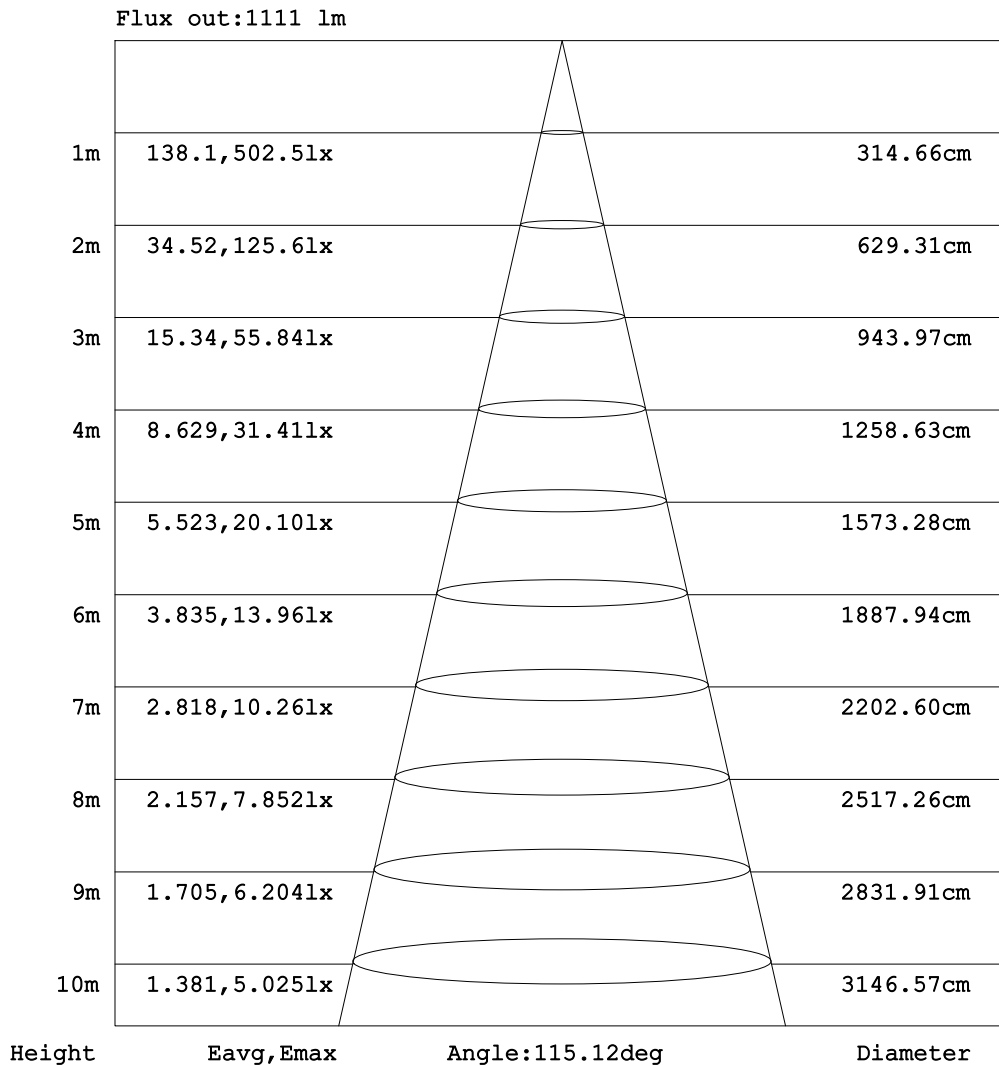 Flux out:1111 lm
1m 138.1,502.5lx 314.66cm
2m 34.52,125.6lx 629.31cm
3m 15.34,55.84lx 943.97cm
4m 8.629,31.41lx 1258.63cm
5m 5.523,20.10lx 1573.28cm
6m 3.835,13.96lx 1887.94cm
7m 2.818,10.26lx 2202.60cm
8m 2.157,7.852lx 2517.26cm
9m 1.705,6.204lx 2831.91cm
10m 1.381,5.025lx 3146.57cm
Height Eavg,Emax Angle:115.12deg Diameter